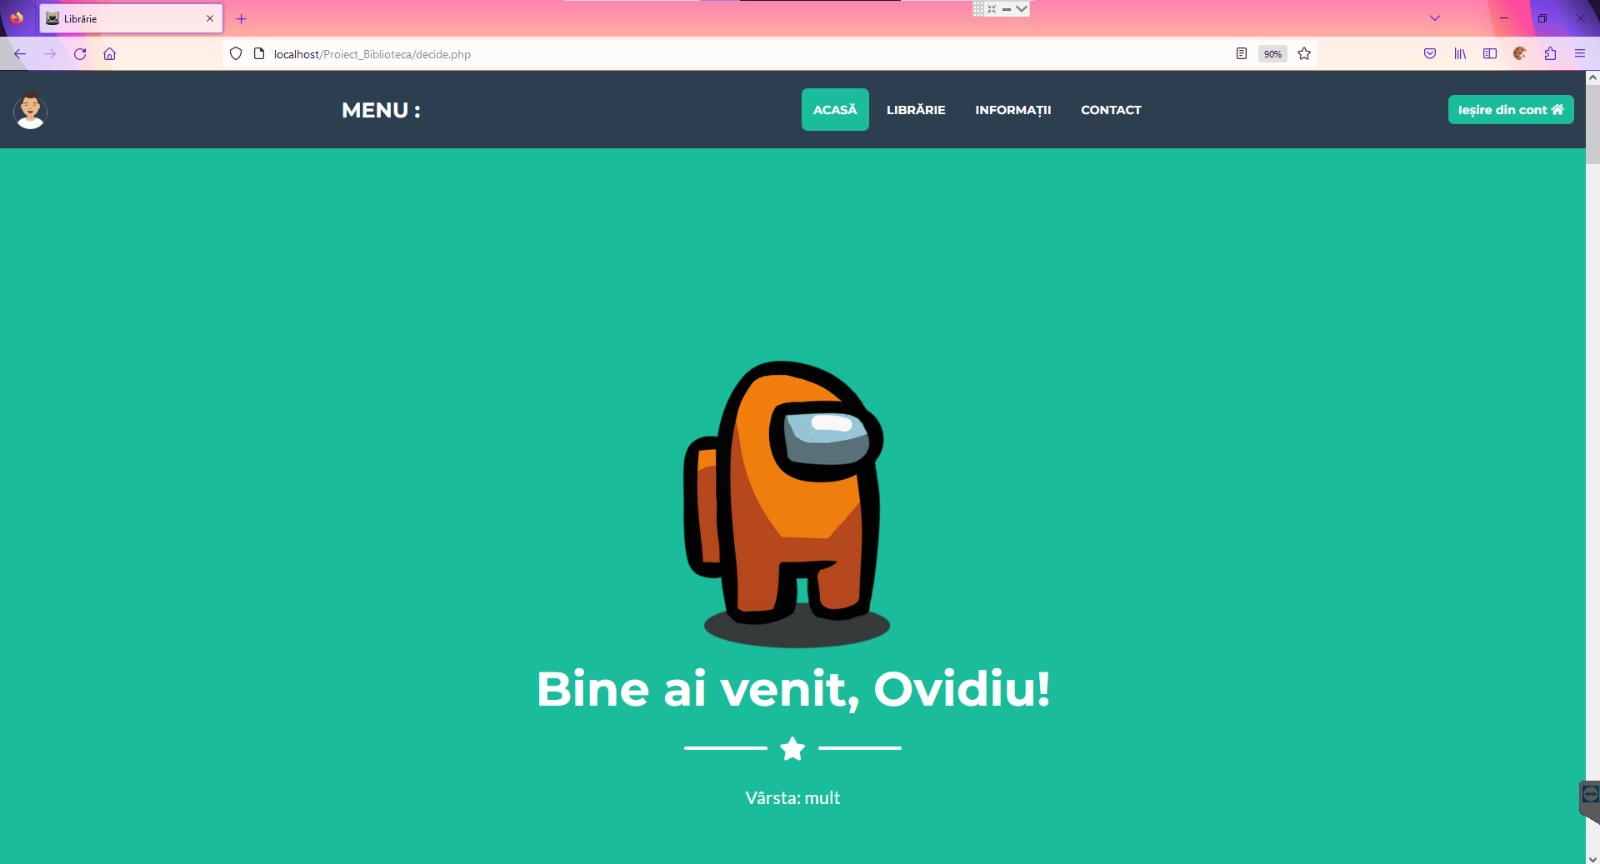 Librărie
localhost/Proiect_Biblioteca/decide.php
90%
MENU :
ACASĂ
LIBRĂRIE
INFORMAȚII
CONTACT
Ieșire din cont
Bine ai venit, Ovidiu!
Vârsta: mult